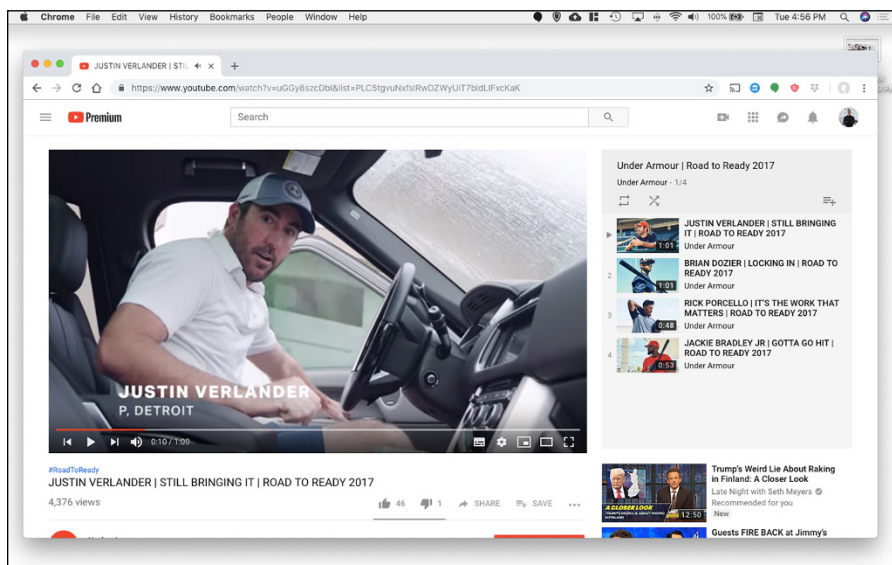 Chrome File Edit View History Bookmarks People Window Help 100% Tue 4:56 PM
JUSTIN VERLANDER | STIL
https://www.youtube.com/watch?v=uGGy8szcDbI&list=PLC5tgvuNxfslRwDZWyUiT7bldLIFxcKaK
Premium
Search
JUSTIN VERLANDER
P, DETROIT
0:10 / 1:00
#RoadToReady
JUSTIN VERLANDER | STILL BRINGING IT | ROAD TO READY 2017
4,376 views
46 1 SHARE SAVE
Under Armour | Road to Ready 2017
Under Armour - 1/4
JUSTIN VERLANDER | STILL BRINGING
IT | ROAD TO READY 2017
Under Armour
1:01
2
BRIAN DOZIER | LOCKING IN | ROAD TO
READY 2017
Under Armour
1:01
3
RICK PORCELLO | IT'S THE WORK THAT
MATTERS | ROAD TO READY 2017
Under Armour
0:48
4
JACKIE BRADLEY JR | GOTTA GO HIT |
ROAD TO READY 2017
Under Armour
0:53
A CLOSER LOOK
12:50
Trump's Weird Lie About Raking
in Finland: A Closer Look
Late Night with Seth Meyers
Recommended for you
New
Guests FIRE BACK at Jimmy's